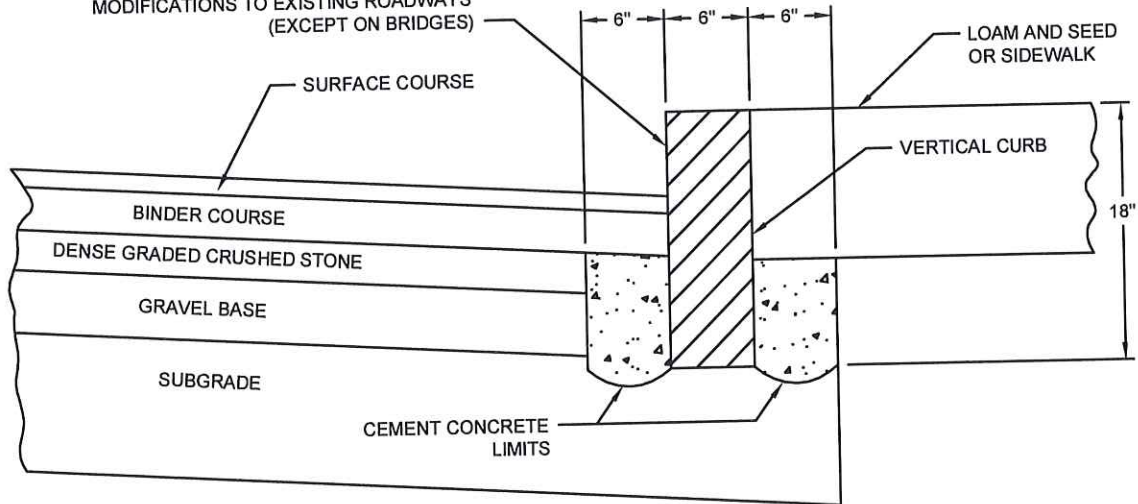 MODIFICATIONS TO EXISTING ROADWAYS
(EXCEPT ON BRIDGES)
6" 6" 6"
LOAM AND SEED
OR SIDEWALK
SURFACE COURSE
VERTICAL CURB
18"
BINDER COURSE
DENSE GRADED CRUSHED STONE
GRAVEL BASE
SUBGRADE
CEMENT CONCRETE
LIMITS